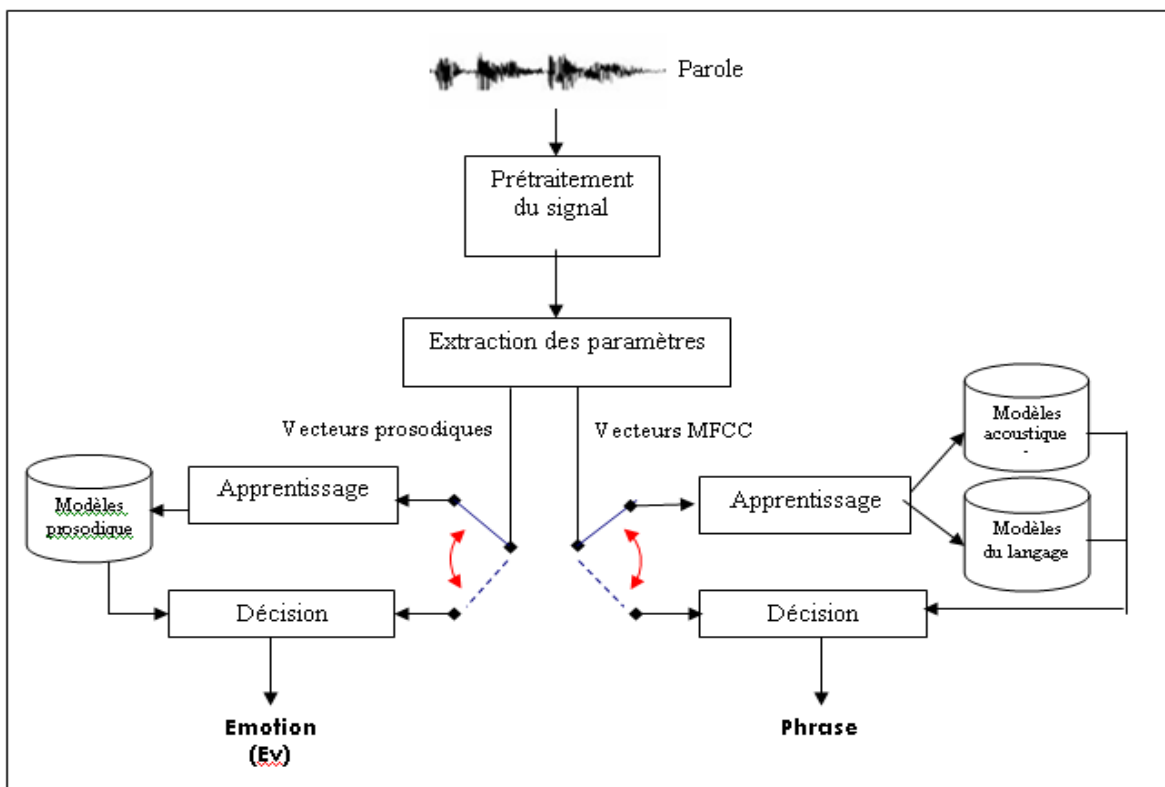 Parole
Prétraitement
du signal
Extraction des paramètres
Vecteurs prosodiques
Vecteurs MFCC
Modèles
acoustique
-
Apprentissage
Modèles
prosodique
Apprentissage
Modèles
du langage
Décision
Décision
Emotion
(Ev)
Phrase